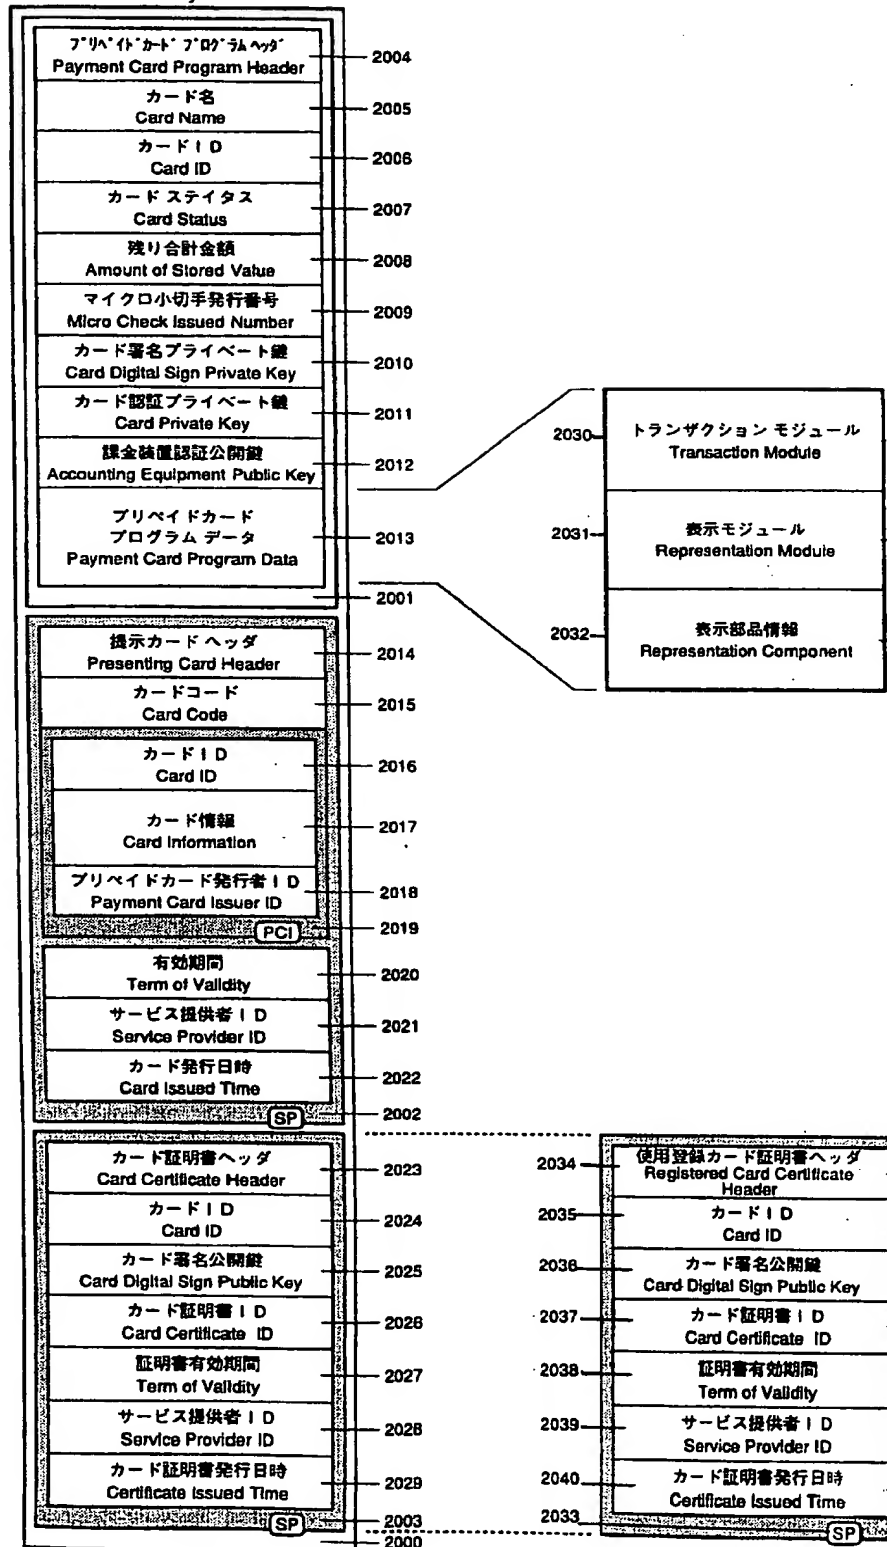 プリペイドカード プログラム ヘッダ
Payment Card Program Header
2004
カード名
Card Name
2005
カードID
Card ID
2006
カード ステイタス
Card Status
2007
残り合計金額
Amount of Stored Value
2008
マイクロ小切手発行番号
Micro Check Issued Number
2009
カード署名プライベート鍵
Card Digital Sign Private Key
2010
カード認証プライベート鍵
Card Private Key
2011
課金装置認証公開鍵
Accounting Equipment Public Key
2012
プリペイドカード
プログラム データ
Payment Card Program Data
2013
2001
2030
トランザクション モジュール
Transaction Module
2031
表示モジュール
Representation Module
2032
表示部品情報
Representation Component
提示カード ヘッダ
Presenting Card Header
2014
カードコード
Card Code
2015
カードID
Card ID
2016
カード情報
Card Information
2017
プリペイドカード発行者ID
Payment Card Issuer ID
2018
PCI
2019
有効期間
Term of Validity
2020
サービス提供者ID
Service Provider ID
2021
カード発行日時
Card Issued Time
2022
SP
2002
カード証明書ヘッダ
Card Certificate Header
2023
カードID
Card ID
2024
カード署名公開鍵
Card Digital Sign Public Key
2025
カード証明書ID
Card Certificate ID
2026
証明書有効期間
Term of Validity
2027
サービス提供者ID
Service Provider ID
2028
カード証明書発行日時
Certificate Issued Time
2029
SP
2003
2000
2034
使用登録カード証明書ヘッダ
Registered Card Certificate
Header
2035
カードID
Card ID
2036
カード署名公開鍵
Card Digital Sign Public Key
2037
カード証明書ID
Card Certificate ID
2038
証明書有効期間
Term of Validity
2039
サービス提供者ID
Service Provider ID
2040
カード証明書発行日時
Certificate Issued Time
2033
SP